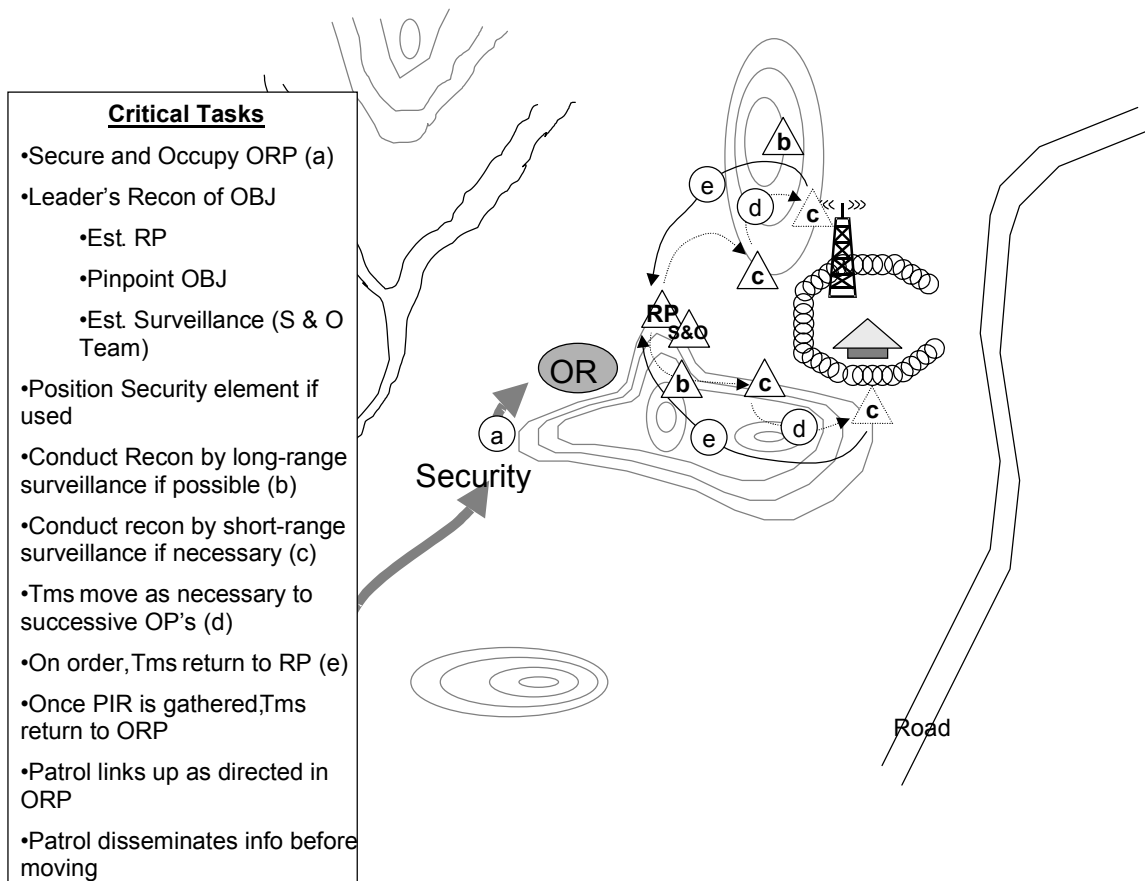 Critical Tasks
•Secure and Occupy ORP (a)
•Leader's Recon of OBJ
•Est. RP
•Pinpoint OBJ
•Est. Surveillance (S & O
Team)
•Position Security element if
used
•Conduct Recon by long-range
surveillance if possible (b)
•Conduct recon by short-range
surveillance if necessary (c)
•Tms move as necessary to
successive OP's (d)
•On order,Tms return to RP (e)
•Once PIR is gathered,Tms
return to ORP
•Patrol links up as directed in
ORP
•Patrol disseminates info before
moving
b
e
d
c
c
RP
S&O
OR
b
c
c
a
e
d
Security
Road